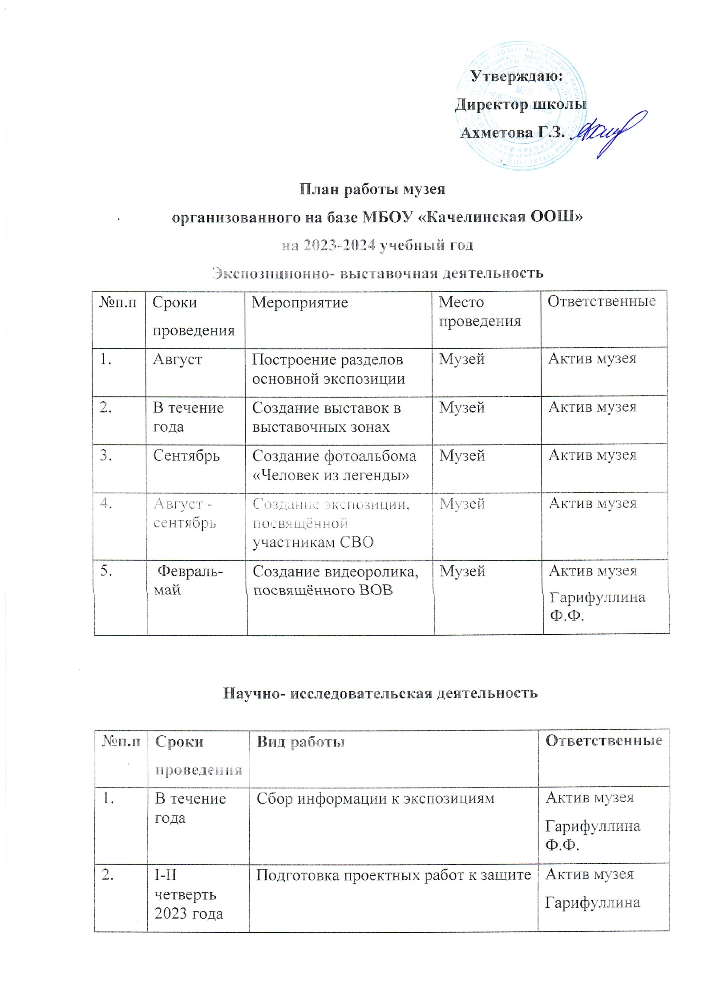 Утверждаю:
Директор школы
Ахметова Г.З.
План работы музея
организованного на базе МБОУ «Качелинская ООШ»
на 2023-2024 учебный год
Экспозиционно- выставочная деятельность
№п.п Сроки проведения Мероприятие Место проведения Ответственные
1. Август Построение разделов основной экспозиции Музей Актив музея
2. В течение года Создание выставок в выставочных зонах Музей Актив музея
3. Сентябрь Создание фотоальбома «Человек из легенды» Музей Актив музея
4. Август - сентябрь Создание экспозиции, посвящённой участникам СВО Музей Актив музея
5. Февраль- май Создание видеоролика, посвящённого ВОВ Музей Актив музея Гарифуллина Ф.Ф.
Научно- исследовательская деятельность
№п.п Сроки проведения Вид работы Ответственные
1. В течение года Сбор информации к экспозициям Актив музея Гарифуллина Ф.Ф.
2. I-II четверть 2023 года Подготовка проектных работ к защите Актив музея Гарифуллина